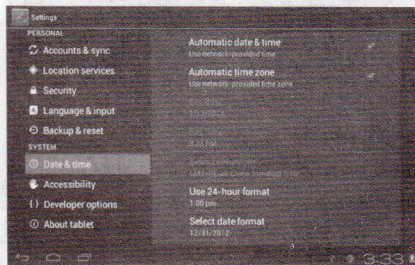 Settings
PERSONAL
Accounts & sync
Location services
Security
Language & input
Backup & reset
SYSTEM
Date & time
Accessibility
Developer options
About tablet
Automatic date & time
Use network-provided time
Automatic time zone
Use network-provided time zone
Use 24-hour format
1:00 pm
Select date format
12/31/2012
3:33